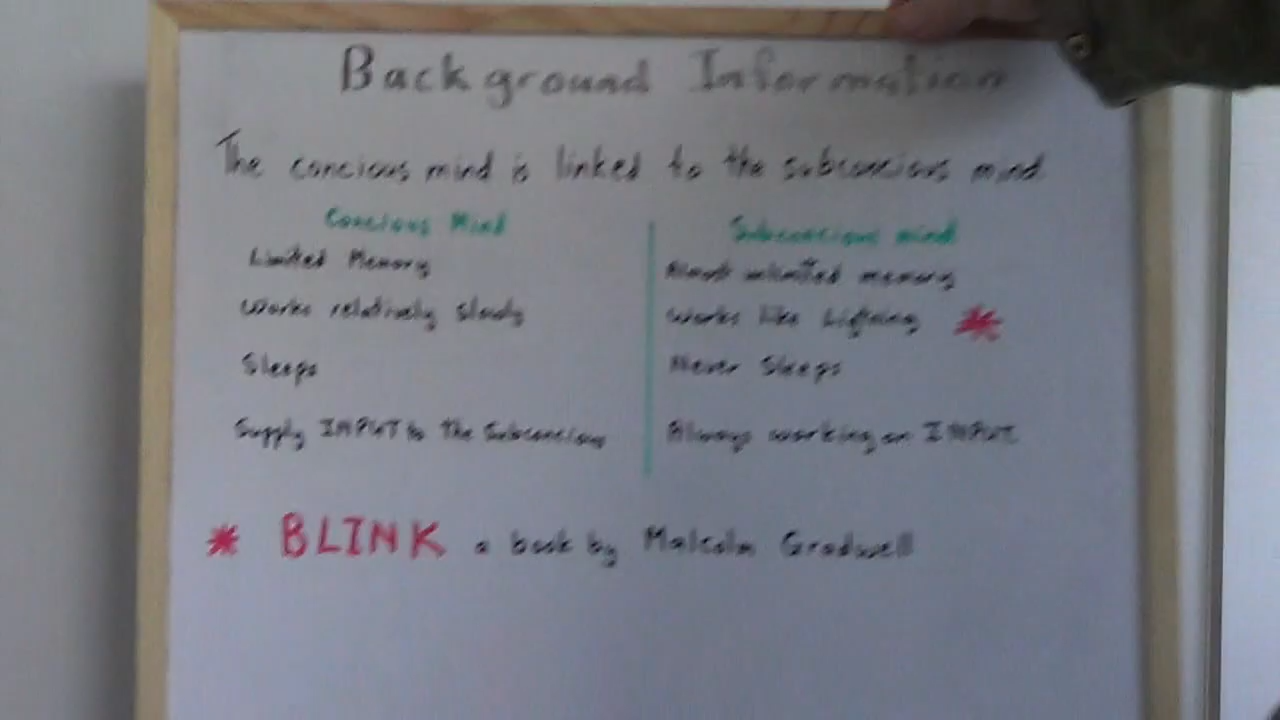 Background Information
The concious mind is linked to the subconcious mind
Concious Mind
Subconcious mind
Limited Memory
Almost unlimited memory
Works relatively slowly
Works like Lightning *
Sleeps
Never Sleeps
Supply INPUT to the Subconcious
Always working on INPUT
* BLINK a book by Malcolm Gradwell